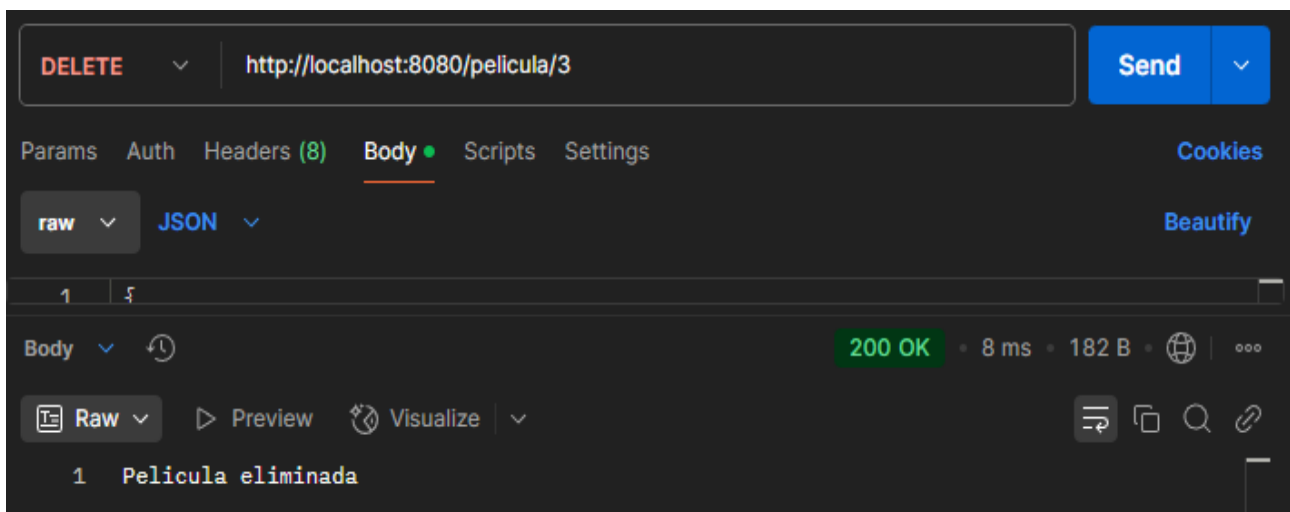 DELETE http://localhost:8080/pelicula/3 Send
Params Auth Headers (8) Body Scripts Settings Cookies
raw JSON Beautify
1 {
Body 200 OK 8 ms 182 B
Raw Preview Visualize
1 Pelicula eliminada